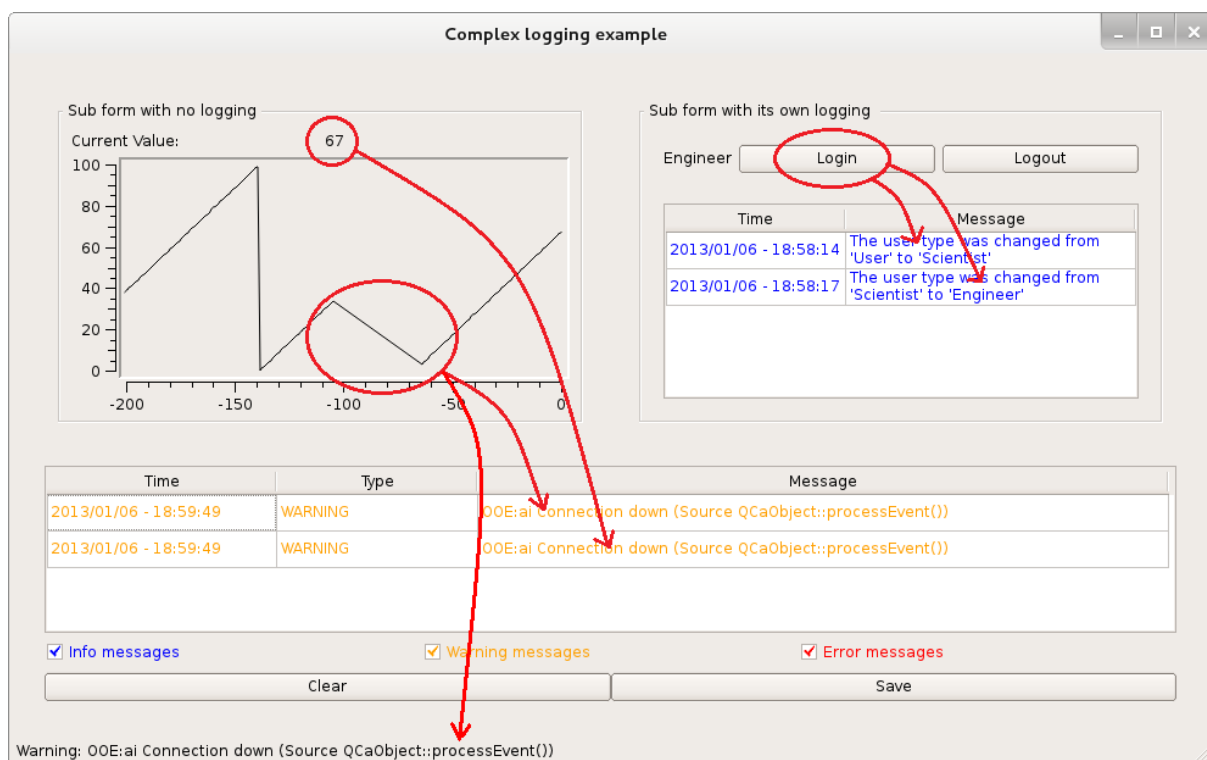 Complex logging example
Sub form with no logging
Current Value: 67
100
80
60
40
20
0
-200 -150 -100 -50 0
Sub form with its own logging
Engineer Login Logout
Time Message
2013/01/06 - 18:58:14 The user type was changed from
'User' to 'Scientist'
2013/01/06 - 18:58:17 The user type was changed from
'Scientist' to 'Engineer'
Time Type Message
2013/01/06 - 18:59:49 WARNING OOE:ai Connection down (Source QCaObject::processEvent())
2013/01/06 - 18:59:49 WARNING OOE:ai Connection down (Source QCaObject::processEvent())
Info messages Warning messages Error messages
Clear Save
Warning: OOE:ai Connection down (Source QCaObject::processEvent())